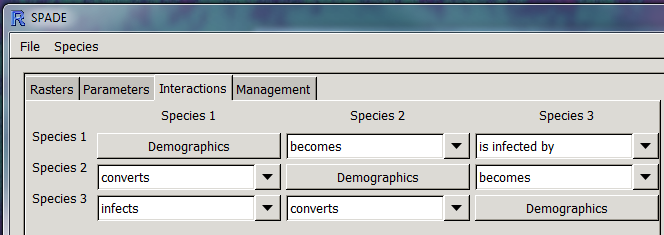 SPADE
File Species
Rasters Parameters Interactions Management
Species 1 Species 2 Species 3
Species 1 Demographics becomes is infected by
Species 2 converts Demographics becomes
Species 3 infects converts Demographics